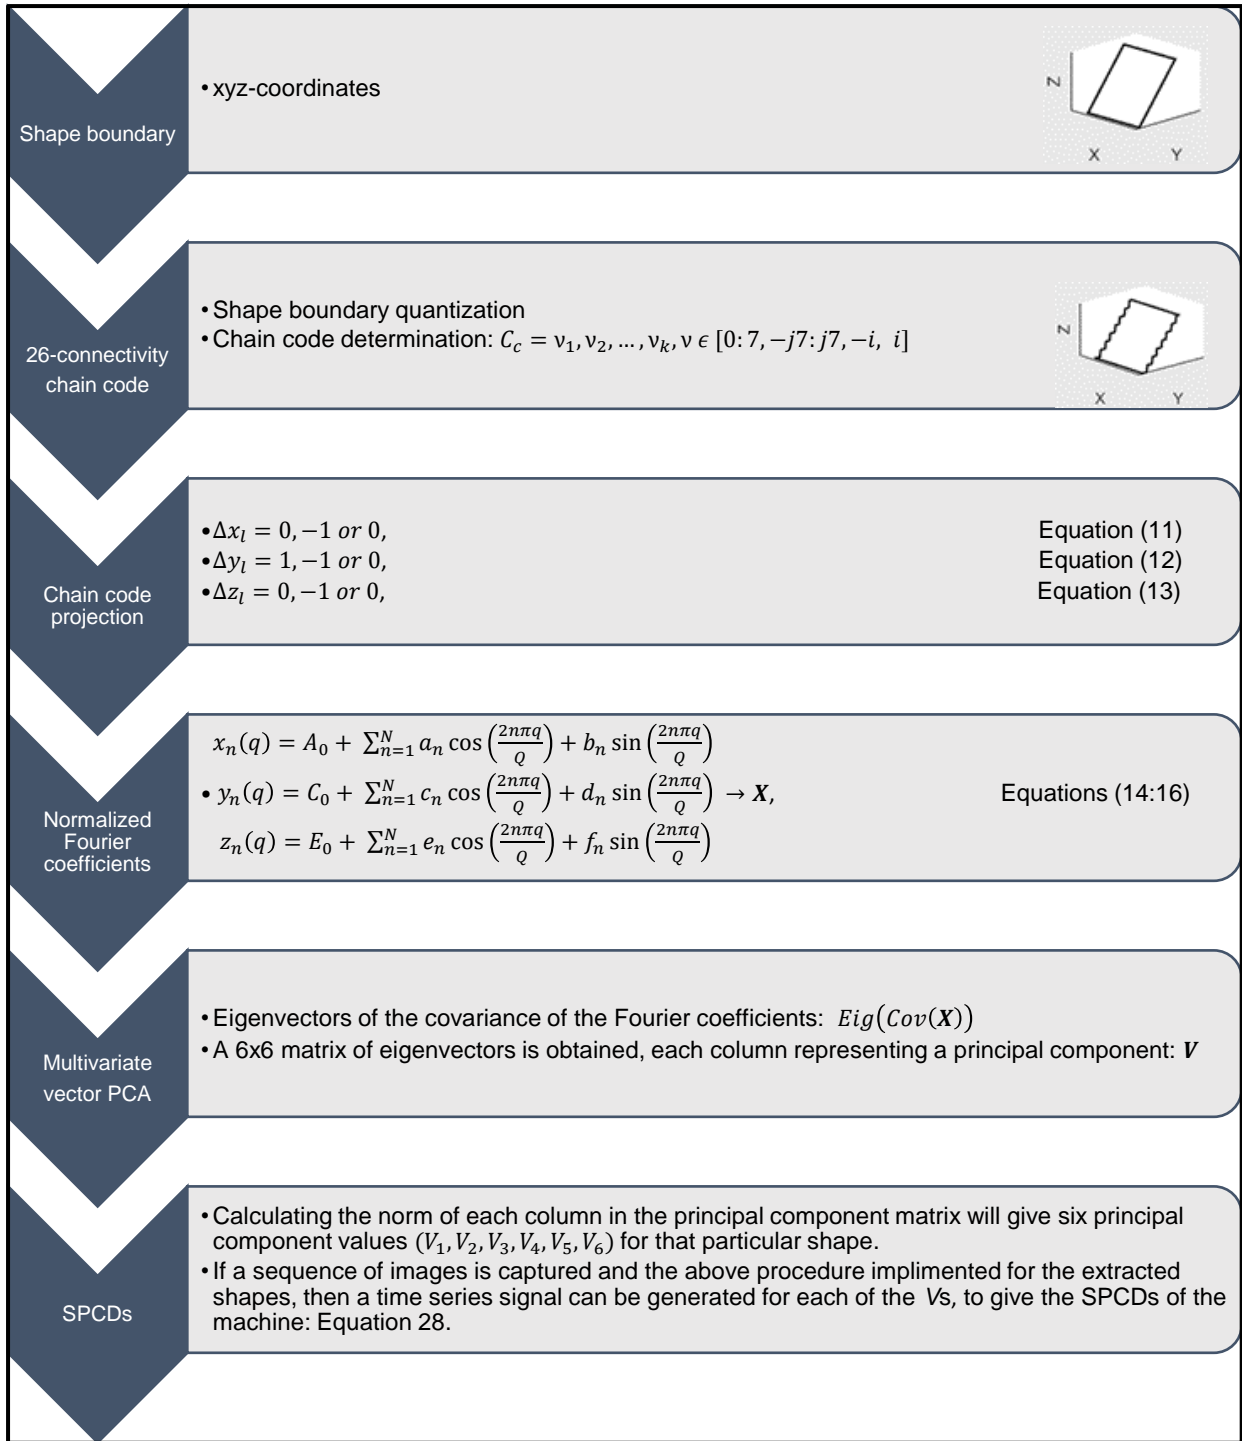 Shape boundary
• xyz-coordinates
Z
X Y
26-connectivity
chain code
• Shape boundary quantization
• Chain code determination: C_c = v_1, v_2, … , v_k, v ϵ [0: 7, −j7: j7, −i, i]
Z
X Y
Chain code
projection
•Δx_l = 0, −1 or 0, Equation (11)
•Δy_l = 1, −1 or 0, Equation (12)
•Δz_l = 0, −1 or 0, Equation (13)
Normalized
Fourier
coefficients
x_n(q) = A_0 + ∑_{n=1}^{N} a_n cos (2nπq/Q) + b_n sin (2nπq/Q)
• y_n(q) = C_0 + ∑_{n=1}^{N} c_n cos (2nπq/Q) + d_n sin (2nπq/Q) → X, Equations (14:16)
z_n(q) = E_0 + ∑_{n=1}^{N} e_n cos (2nπq/Q) + f_n sin (2nπq/Q)
Multivariate
vector PCA
• Eigenvectors of the covariance of the Fourier coefficients: Eig(Cov(X))
• A 6x6 matrix of eigenvectors is obtained, each column representing a principal component: V
SPCDs
• Calculating the norm of each column in the principal component matrix will give six principal
component values (V_1, V_2, V_3, V_4, V_5, V_6) for that particular shape.
• If a sequence of images is captured and the above procedure implimented for the extracted
shapes, then a time series signal can be generated for each of the Vs, to give the SPCDs of the
machine: Equation 28.